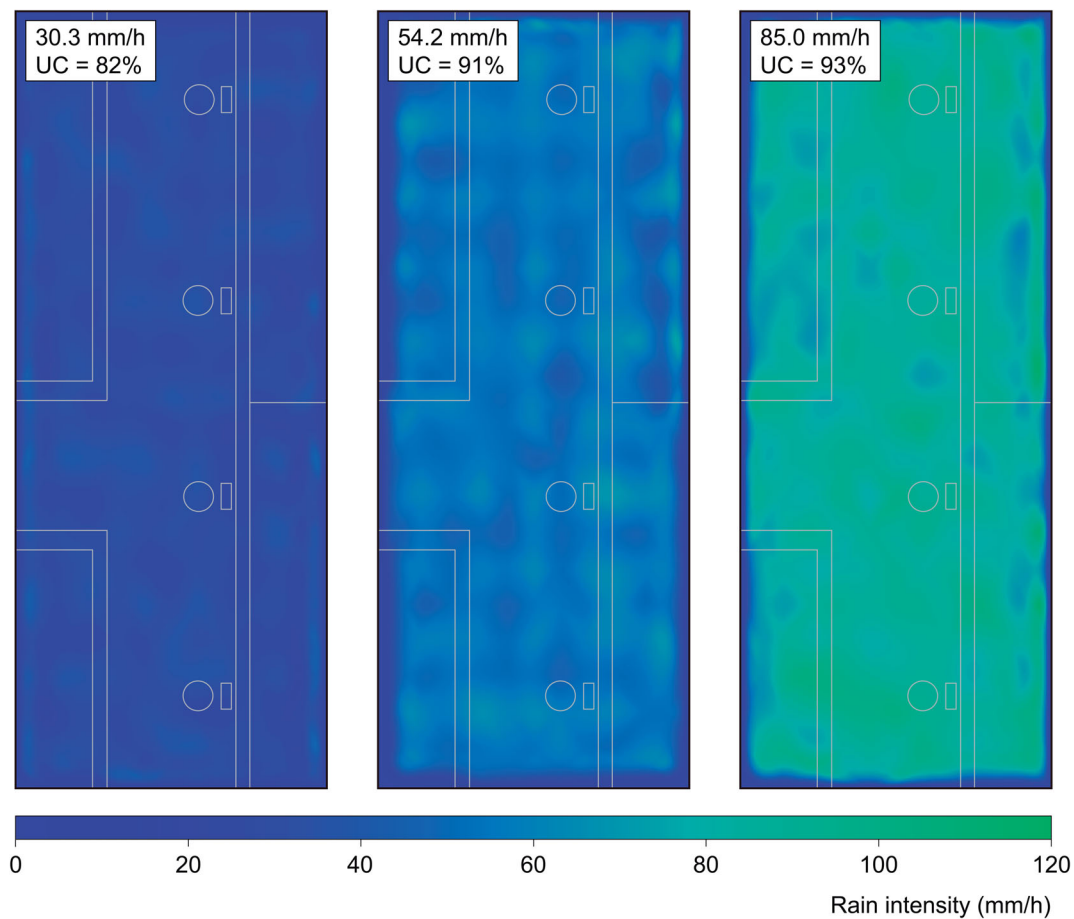 30.3 mm/h
UC = 82%
54.2 mm/h
UC = 91%
85.0 mm/h
UC = 93%
0 20 40 60 80 100 120
Rain intensity (mm/h)